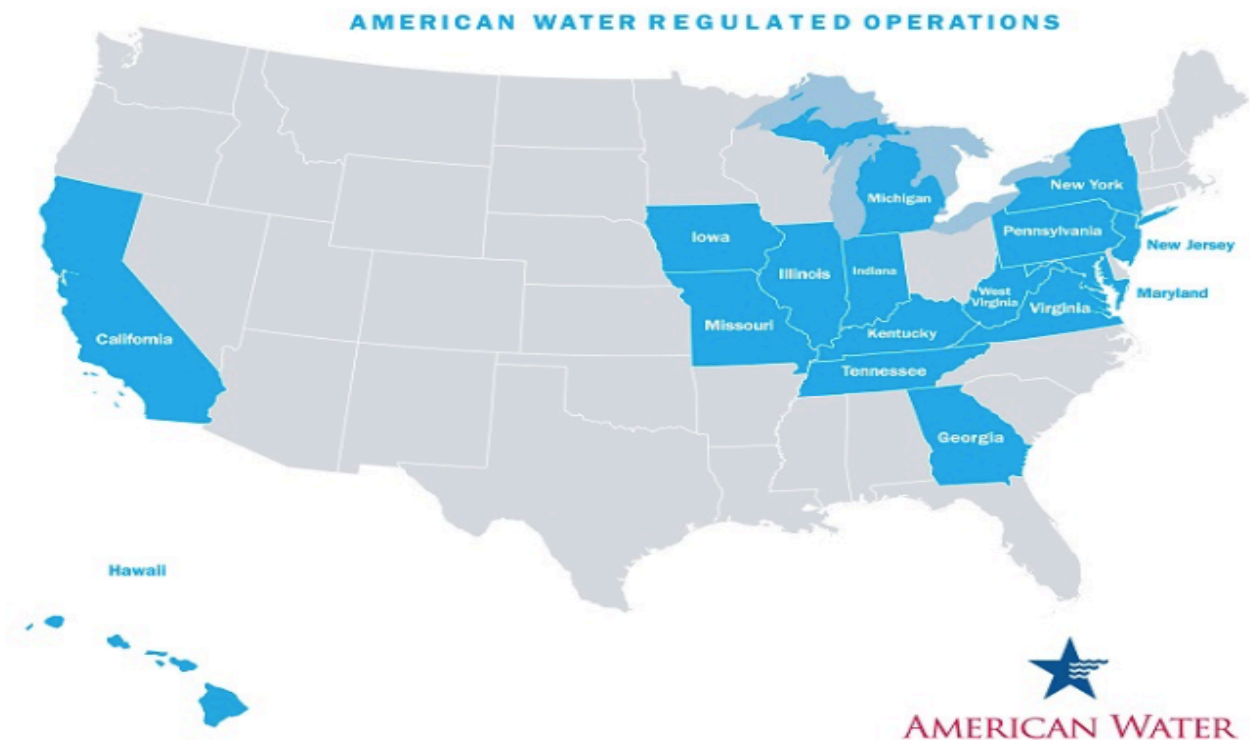 AMERICAN WATER REGULATED OPERATIONS
Michigan
New York
Iowa
Pennsylvania
New Jersey
Illinois
Indiana
West
Virginia
Maryland
Virginia
Missouri
Kentucky
California
Tennessee
Georgia
Hawaii
AMERICAN WATER